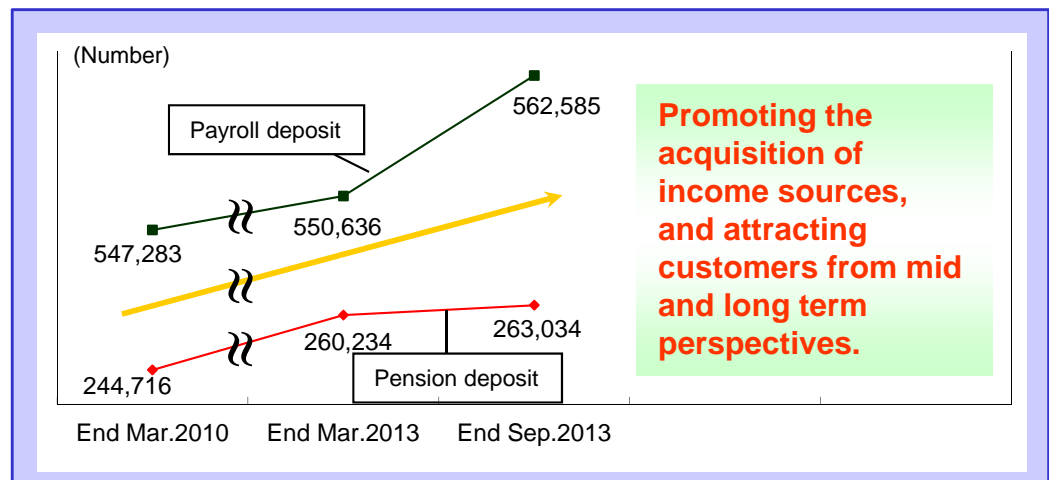 (Number)
562,585
Payroll deposit
550,636
547,283
263,034
260,234
244,716
Pension deposit
End Mar.2010
End Mar.2013
End Sep.2013
Promoting the
acquisition of
income sources,
and attracting
customers from mid
and long term
perspectives.